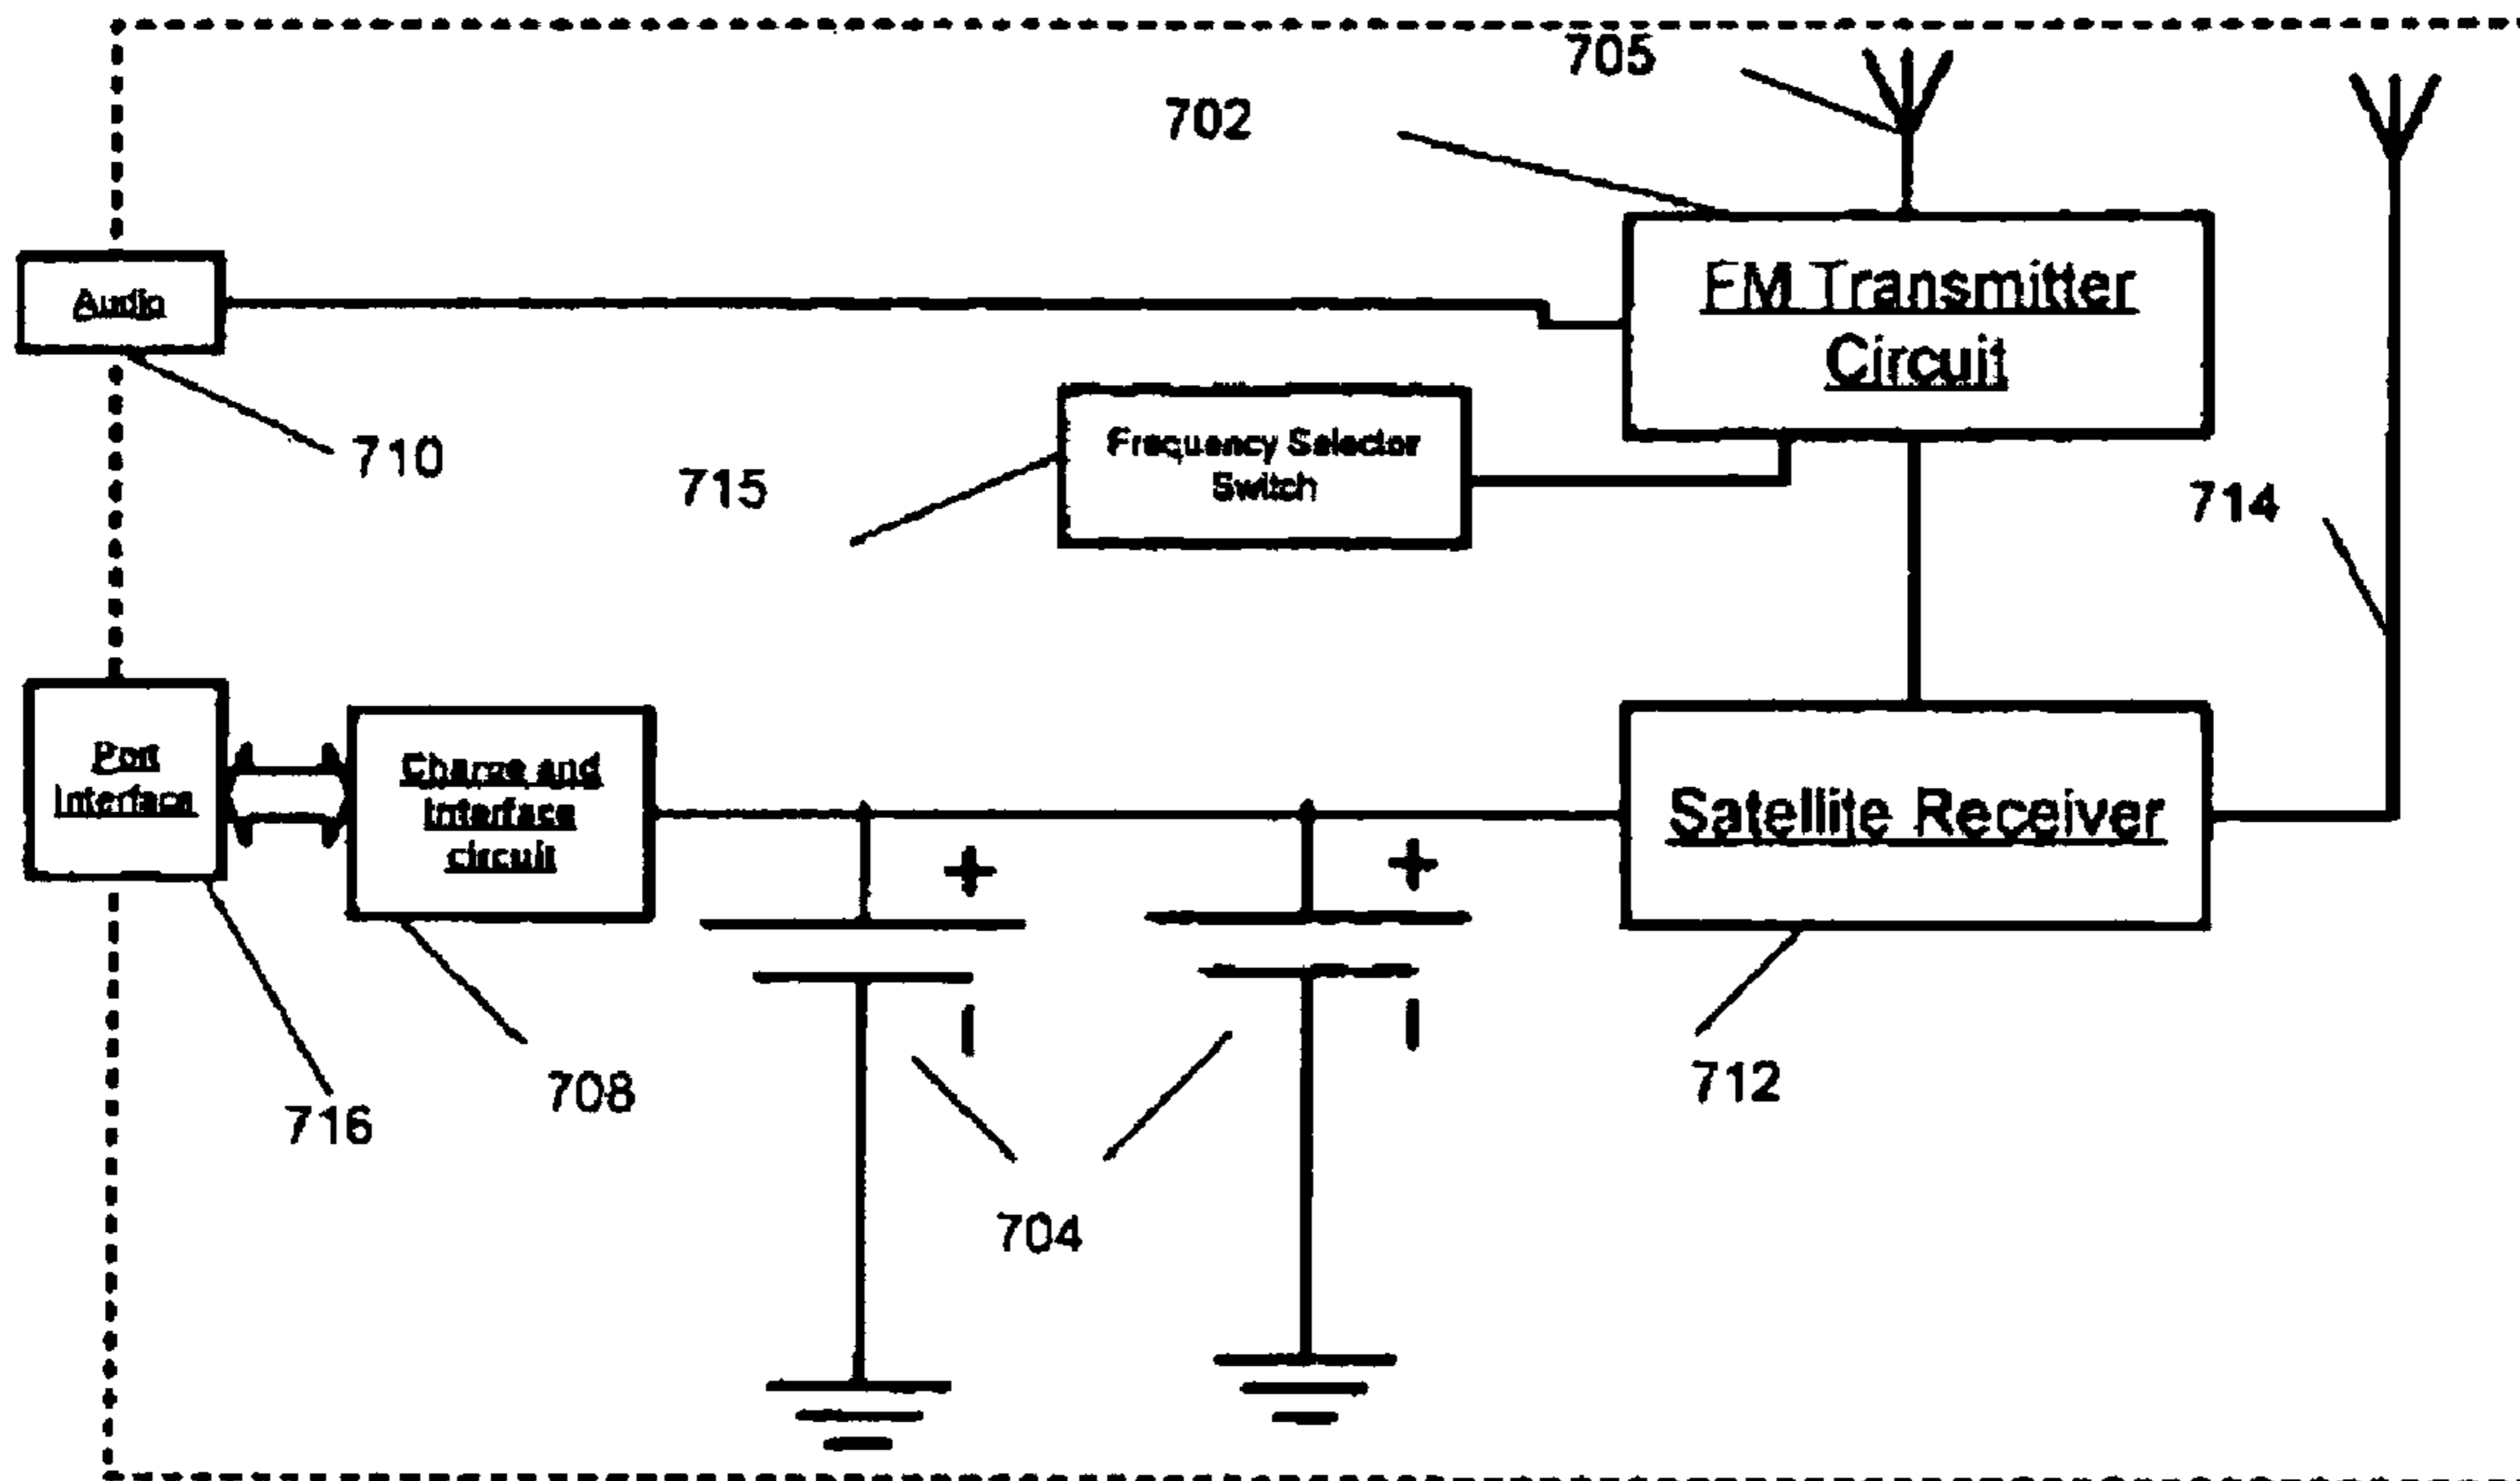 705
702
FM Transmitter
Circuit
Audio
710
715
Frequency Selector
Switch
714
Port
Interface
Charge and
Interface
circuit
+
+
Satellite Receiver
716
708
704
712